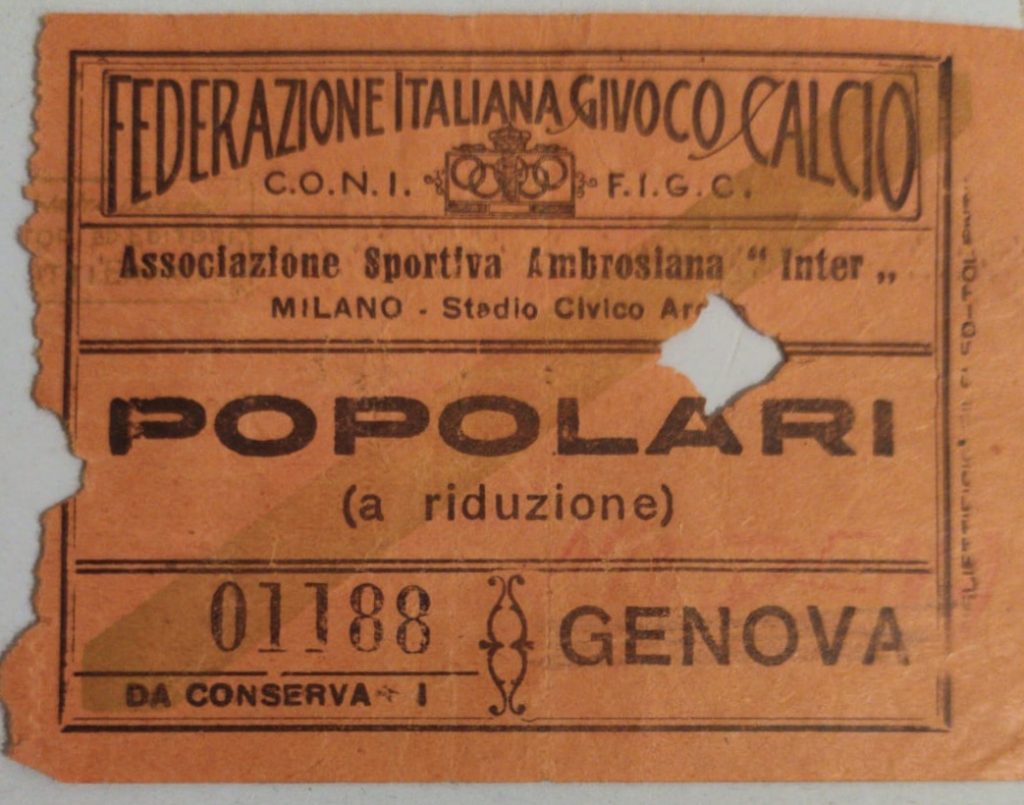 FEDERAZIONE ITALIANA GIVOCO CALCIO
C.O.N.I. F.I.G.C.
Associazione Sportiva Ambrosiana “ Inter „
MILANO - Stadio Civico
POPOLARI
(a riduzione)
01188
GENOVA
DA CONSERVA I